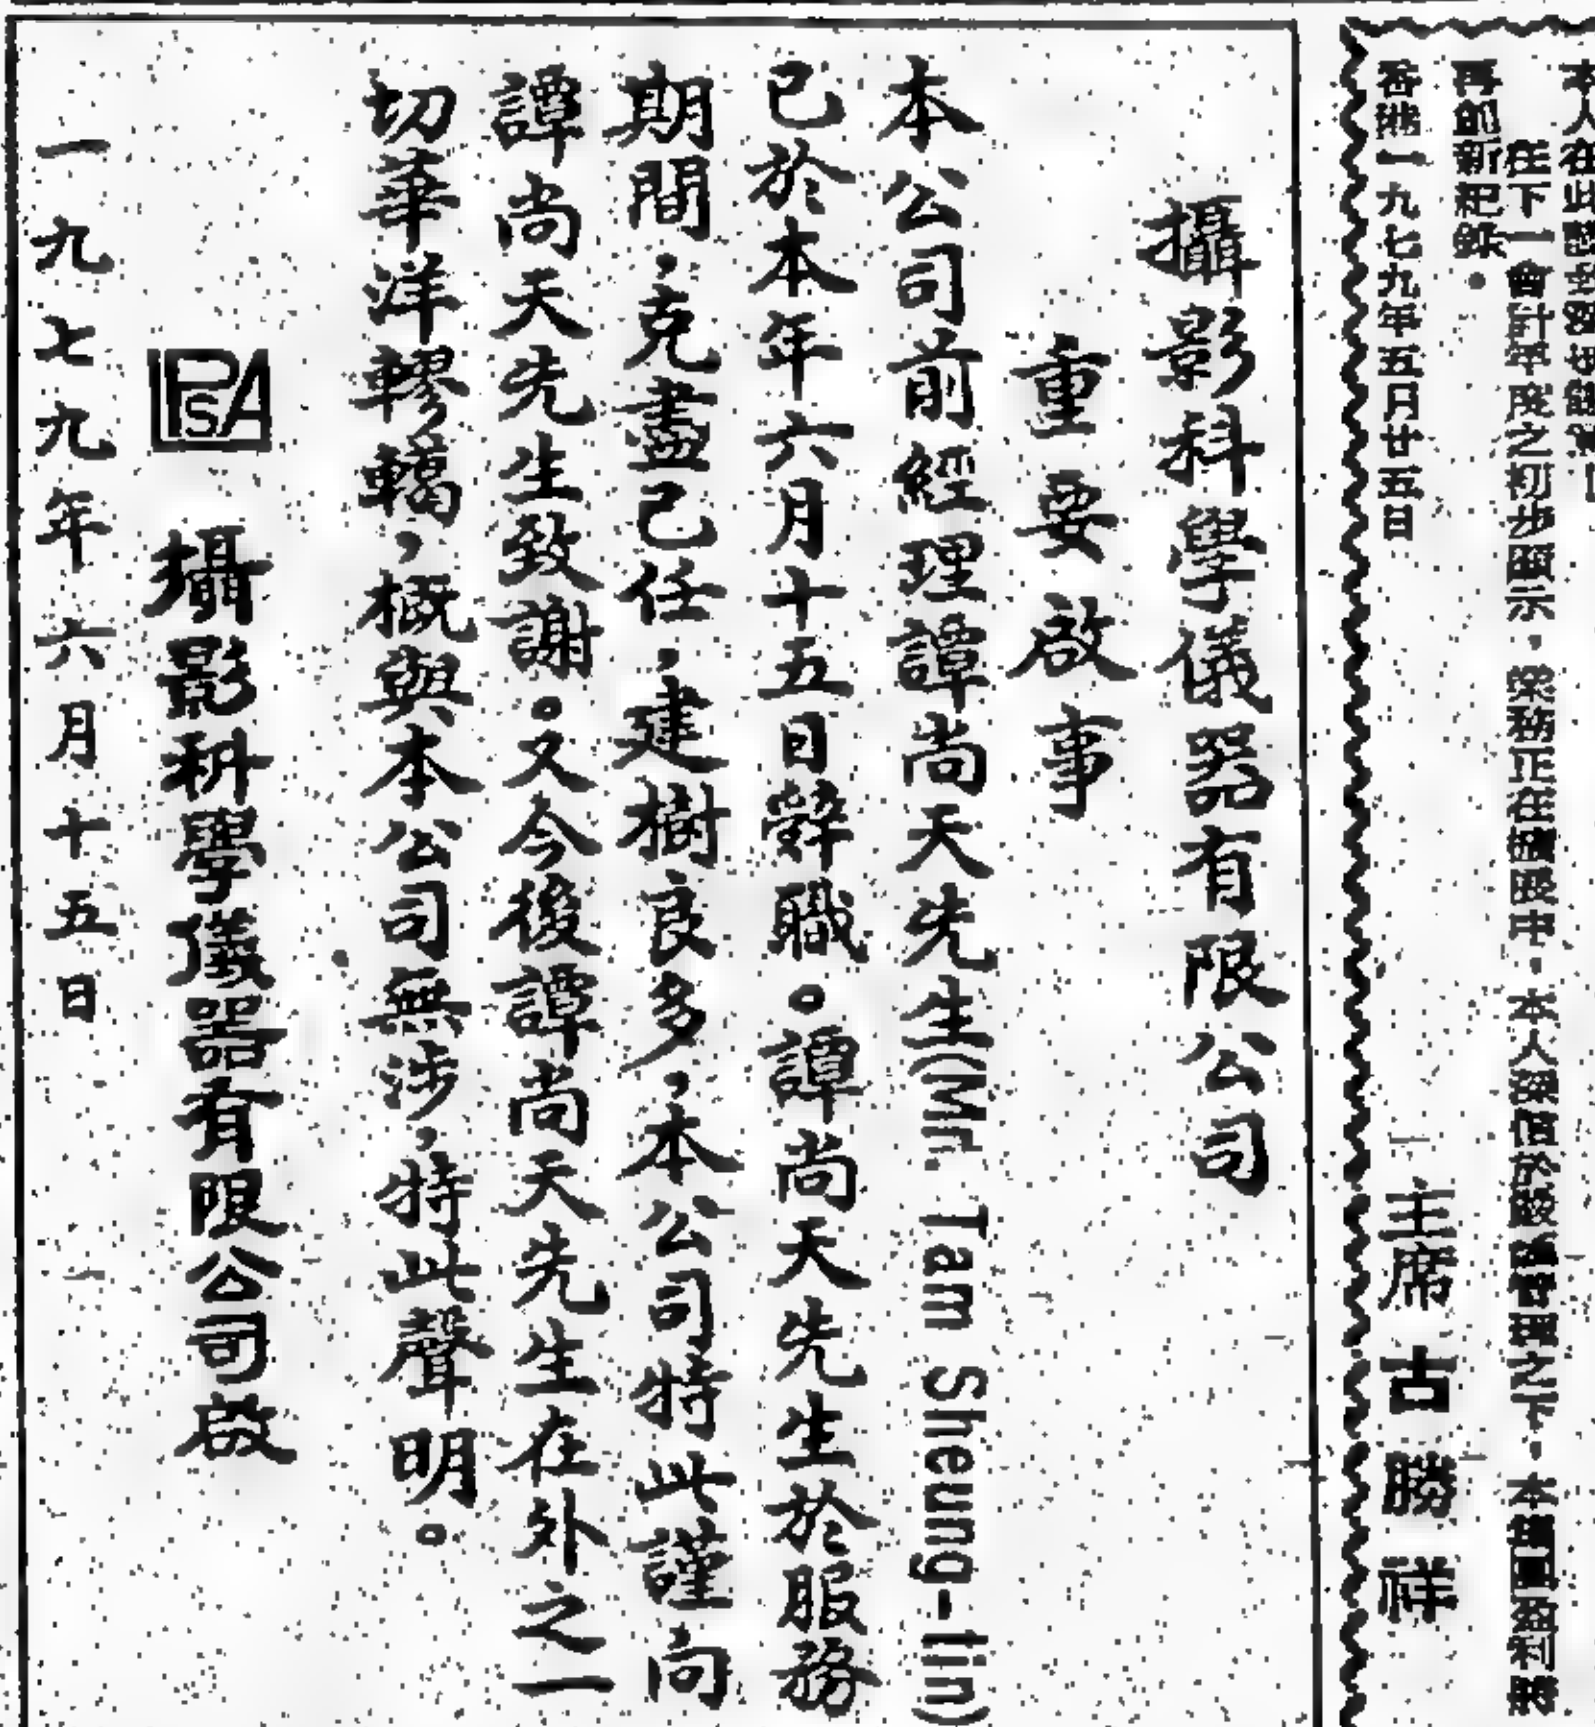 再創新紀錄。
香港一九七九年五月廿五日
主席 古勝祥
攝影科學儀器有限公司
重要啟事
本公司前經理譚尚天先生(Mr. Tam Sheung-tin)
已於本年六月十五日辭職。譚尚天先生於服務
期間，克盡己任，建樹良多，本公司特此謹向
譚尚天先生致謝。又今後譚尚天先生在外之一
切華洋轇轕，概與本公司無涉，特此聲明。
PSA 攝影科學儀器有限公司啟
一九七九年六月十五日